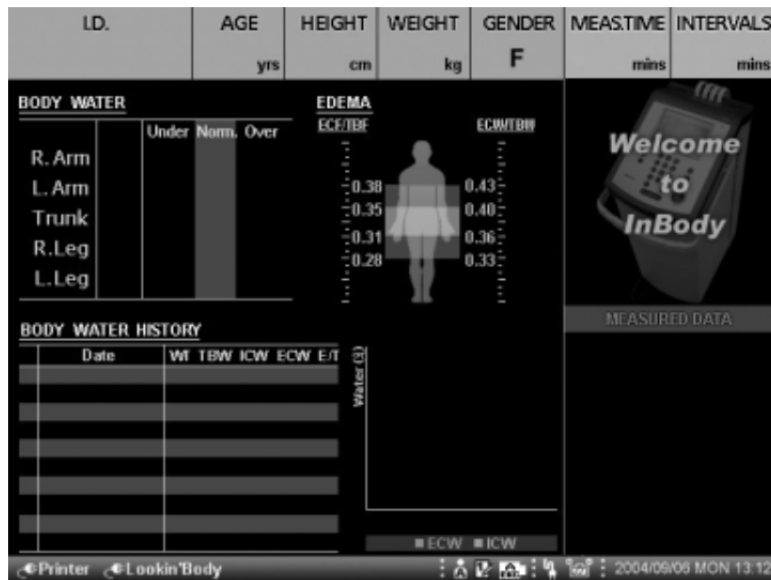 I.D. AGE HEIGHT WEIGHT GENDER MEAS.TIME INTERVALS
yrs cm kg F mins mins
BODY WATER
Under Norm. Over
R. Arm
L. Arm
Trunk
R.Leg
L.Leg
EDEMA
ECF/TBF ECW/TBW
0.38 0.43
0.35 0.40
0.31 0.36
0.28 0.33
Welcome
to
InBody
MEASURED DATA
BODY WATER HISTORY
Date WT TBW ICW ECW E/T
Water (ℓ)
ECW ICW
Printer Lookin'Body 2004/09/06 MON 13:12